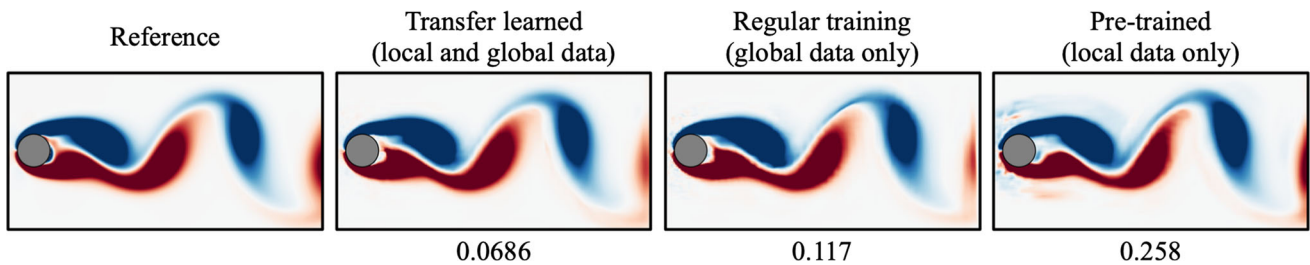 Reference
Transfer learned
(local and global data)
Regular training
(global data only)
Pre-trained
(local data only)
0.0686
0.117
0.258